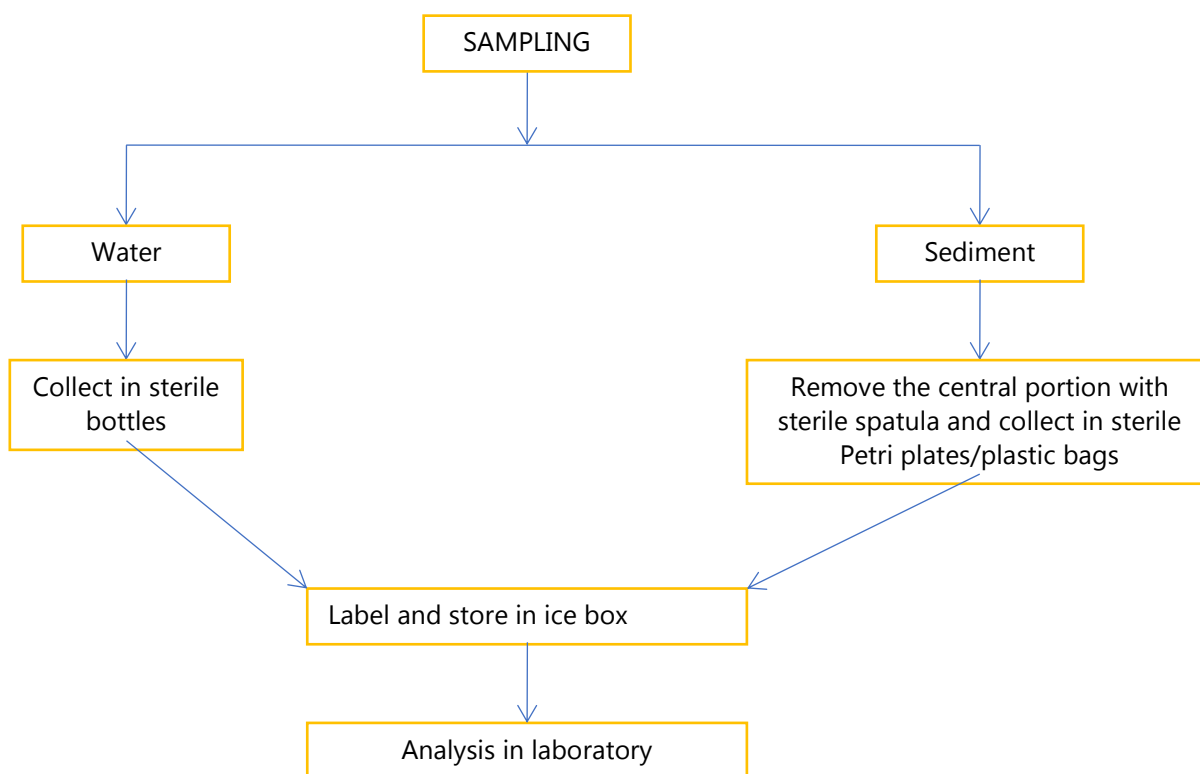 SAMPLING
Water
Sediment
Collect in sterile
bottles
Remove the central portion with
sterile spatula and collect in sterile
Petri plates/plastic bags
Label and store in ice box
Analysis in laboratory